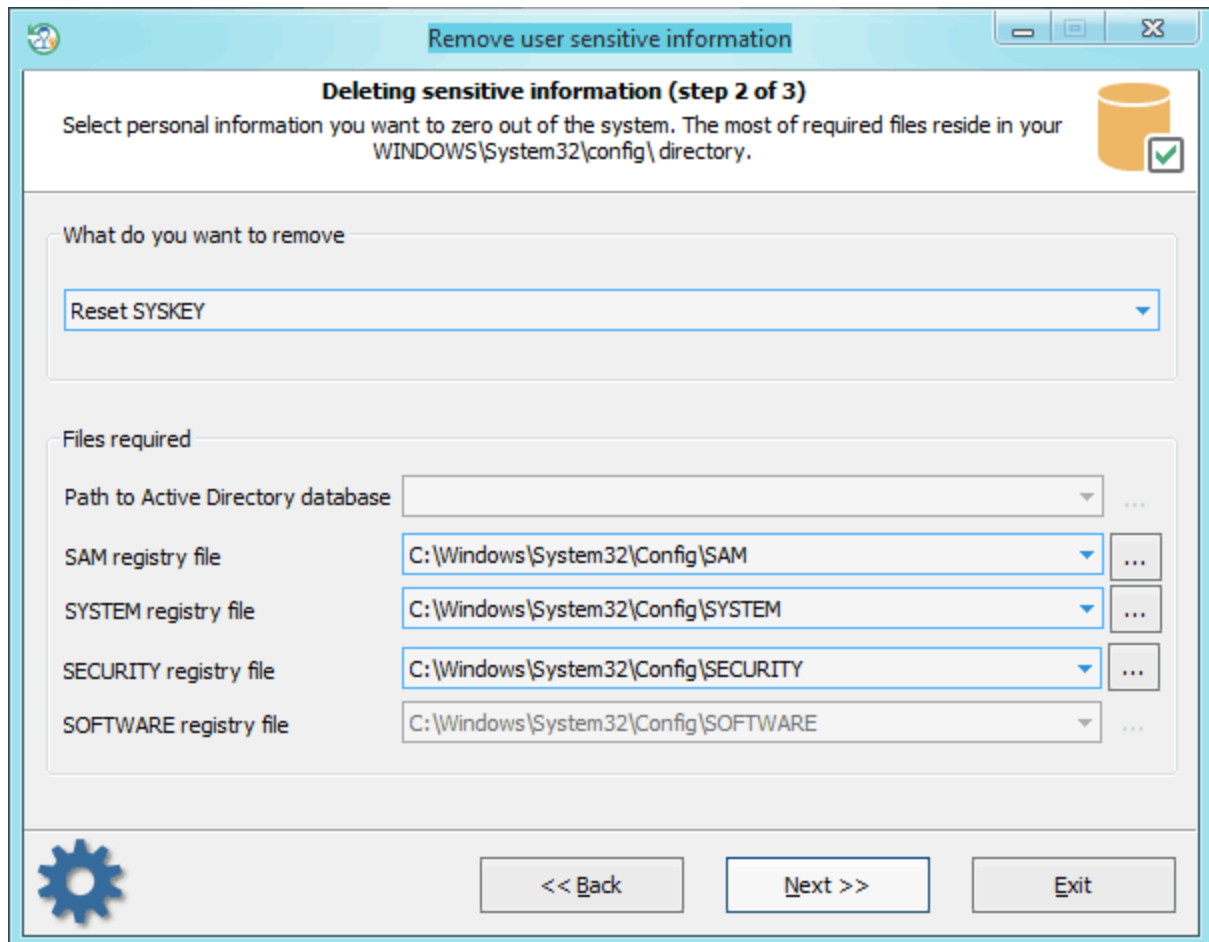 Remove user sensitive information
Deleting sensitive information (step 2 of 3)
Select personal information you want to zero out of the system. The most of required files reside in your
WINDOWS\System32\config\ directory.
What do you want to remove
Reset SYSKEY
Files required
Path to Active Directory database
...
SAM registry file
C:\Windows\System32\Config\SAM
...
SYSTEM registry file
C:\Windows\System32\Config\SYSTEM
...
SECURITY registry file
C:\Windows\System32\Config\SECURITY
...
SOFTWARE registry file
C:\Windows\System32\Config\SOFTWARE
...
<< Back
Next >>
Exit